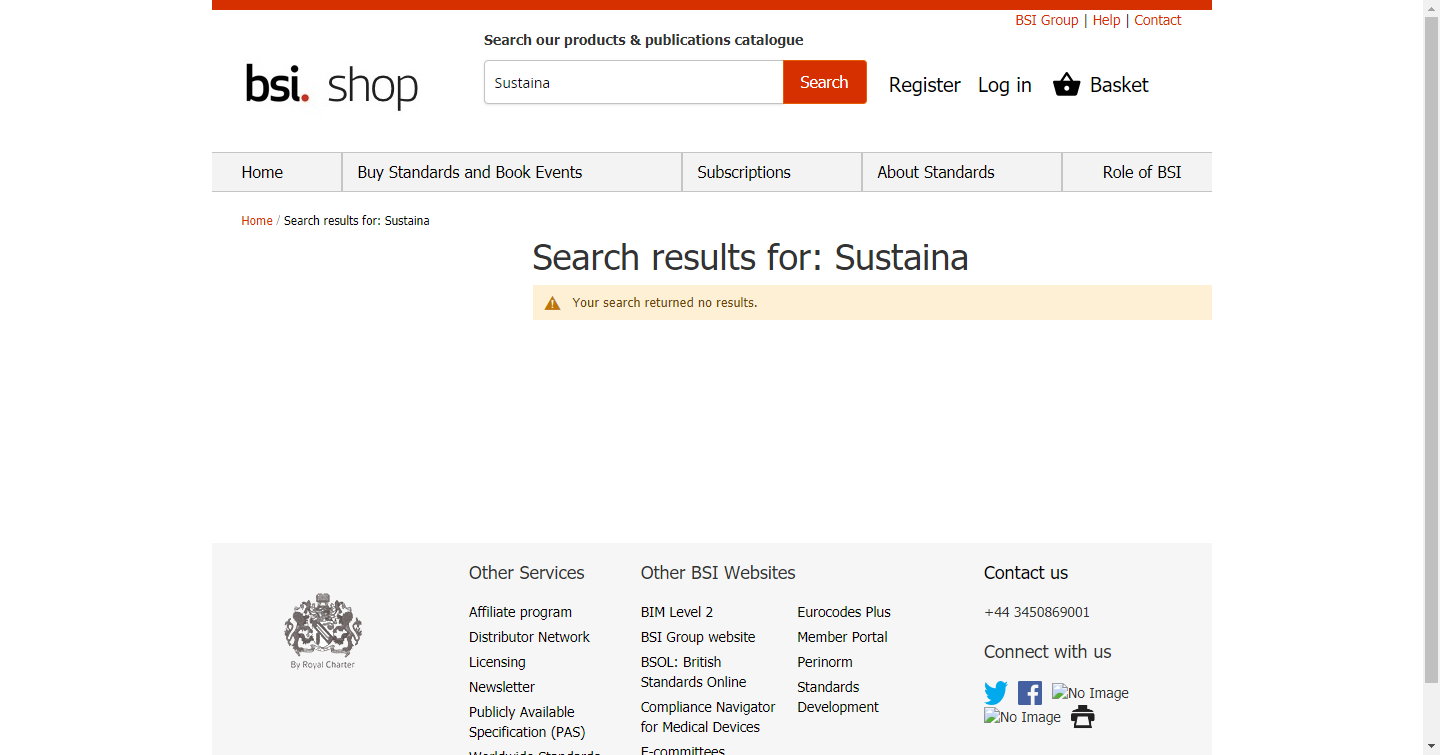 BSI Group | Help | Contact
Search our products & publications catalogue
bsi. shop
Sustaina
Search
Register
Log in
Basket
Home
Buy Standards and Book Events
Subscriptions
About Standards
Role of BSI
Home / Search results for: Sustaina
Search results for: Sustaina
Your search returned no results.
By Royal Charter
Other Services
Affiliate program
Distributor Network
Licensing
Newsletter
Publicly Available
Specification (PAS)
Worldwide Standards
Other BSI Websites
BIM Level 2
BSI Group website
BSOL: British
Standards Online
Compliance Navigator
for Medical Devices
E-committees
Eurocodes Plus
Member Portal
Perinorm
Standards
Development
Contact us
+44 3450869001
Connect with us
No Image
No Image